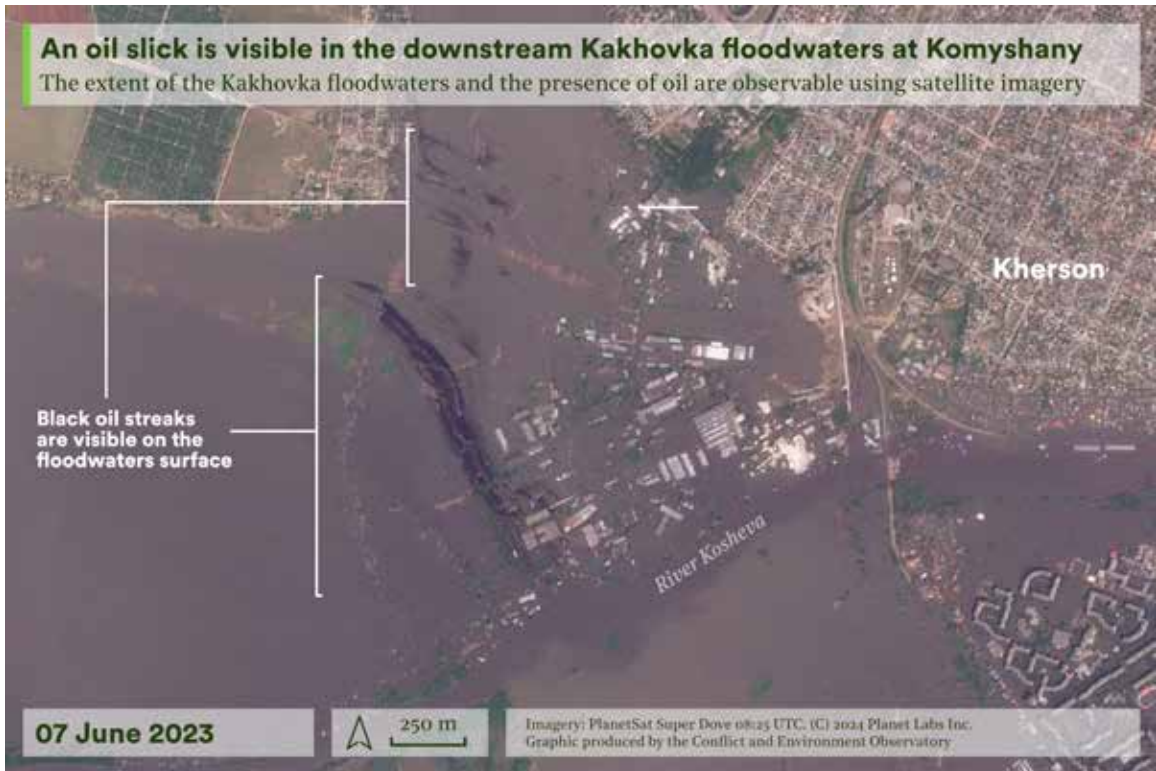 An oil slick is visible in the downstream Kakhovka floodwaters at Komyshany
The extent of the Kakhovka floodwaters and the presence of oil are observable using satellite imagery
Kherson
Black oil streaks
are visible on the
floodwaters surface
River Kosheva
07 June 2023
250 m
Imagery: PlanetSat Super Dove 08:25 UTC, (C) 2024 Planet Labs Inc.
Graphic produced by the Conflict and Environment Observatory